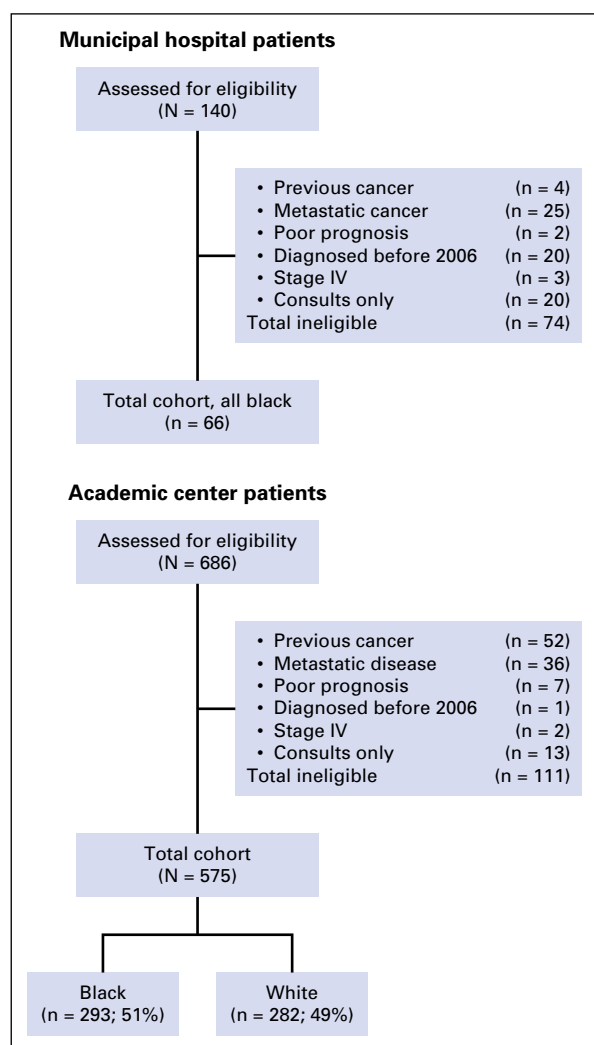 Municipal hospital patients
Assessed for eligibility
(N = 140)
• Previous cancer (n = 4)
• Metastatic cancer (n = 25)
• Poor prognosis (n = 2)
• Diagnosed before 2006 (n = 20)
• Stage IV (n = 3)
• Consults only (n = 20)
Total ineligible (n = 74)
Total cohort, all black
(n = 66)
Academic center patients
Assessed for eligibility
(N = 686)
• Previous cancer (n = 52)
• Metastatic disease (n = 36)
• Poor prognosis (n = 7)
• Diagnosed before 2006 (n = 1)
• Stage IV (n = 2)
• Consults only (n = 13)
Total ineligible (n = 111)
Total cohort
(N = 575)
Black
(n = 293; 51%)
White
(n = 282; 49%)